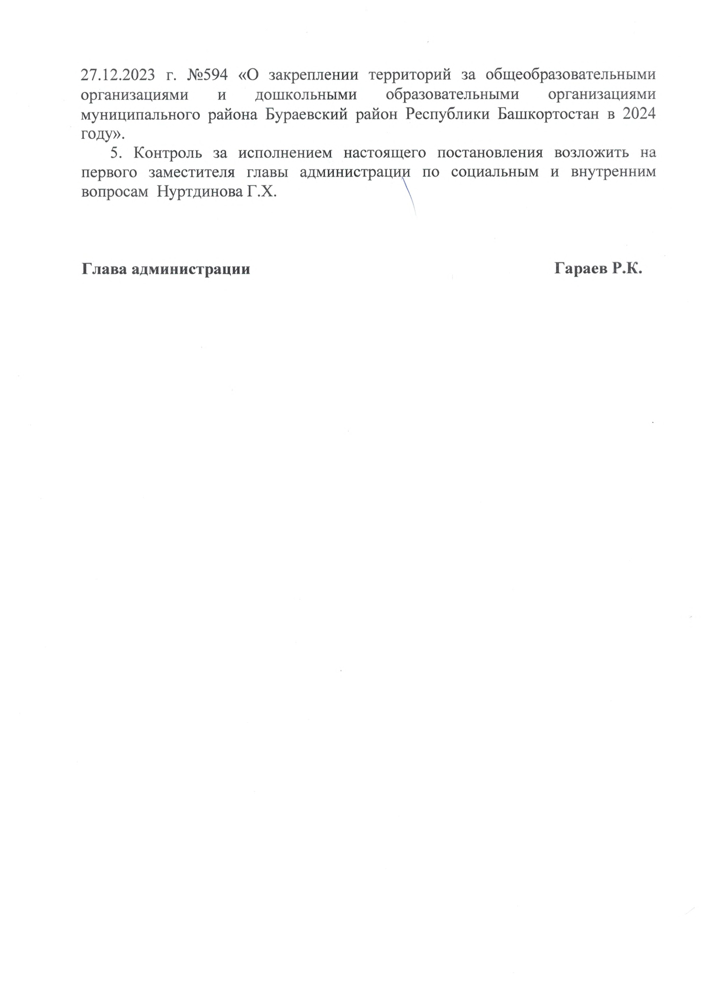 27.12.2023 г. №594 «О закреплении территорий за общеобразовательными
организациями и дошкольными образовательными организациями
муниципального района Бураевский район Республики Башкортостан в 2024
году».
5. Контроль за исполнением настоящего постановления возложить на
первого заместителя главы администрации по социальным и внутренним
вопросам Нуртдинова Г.Х.
Глава администрации Гараев Р.К.